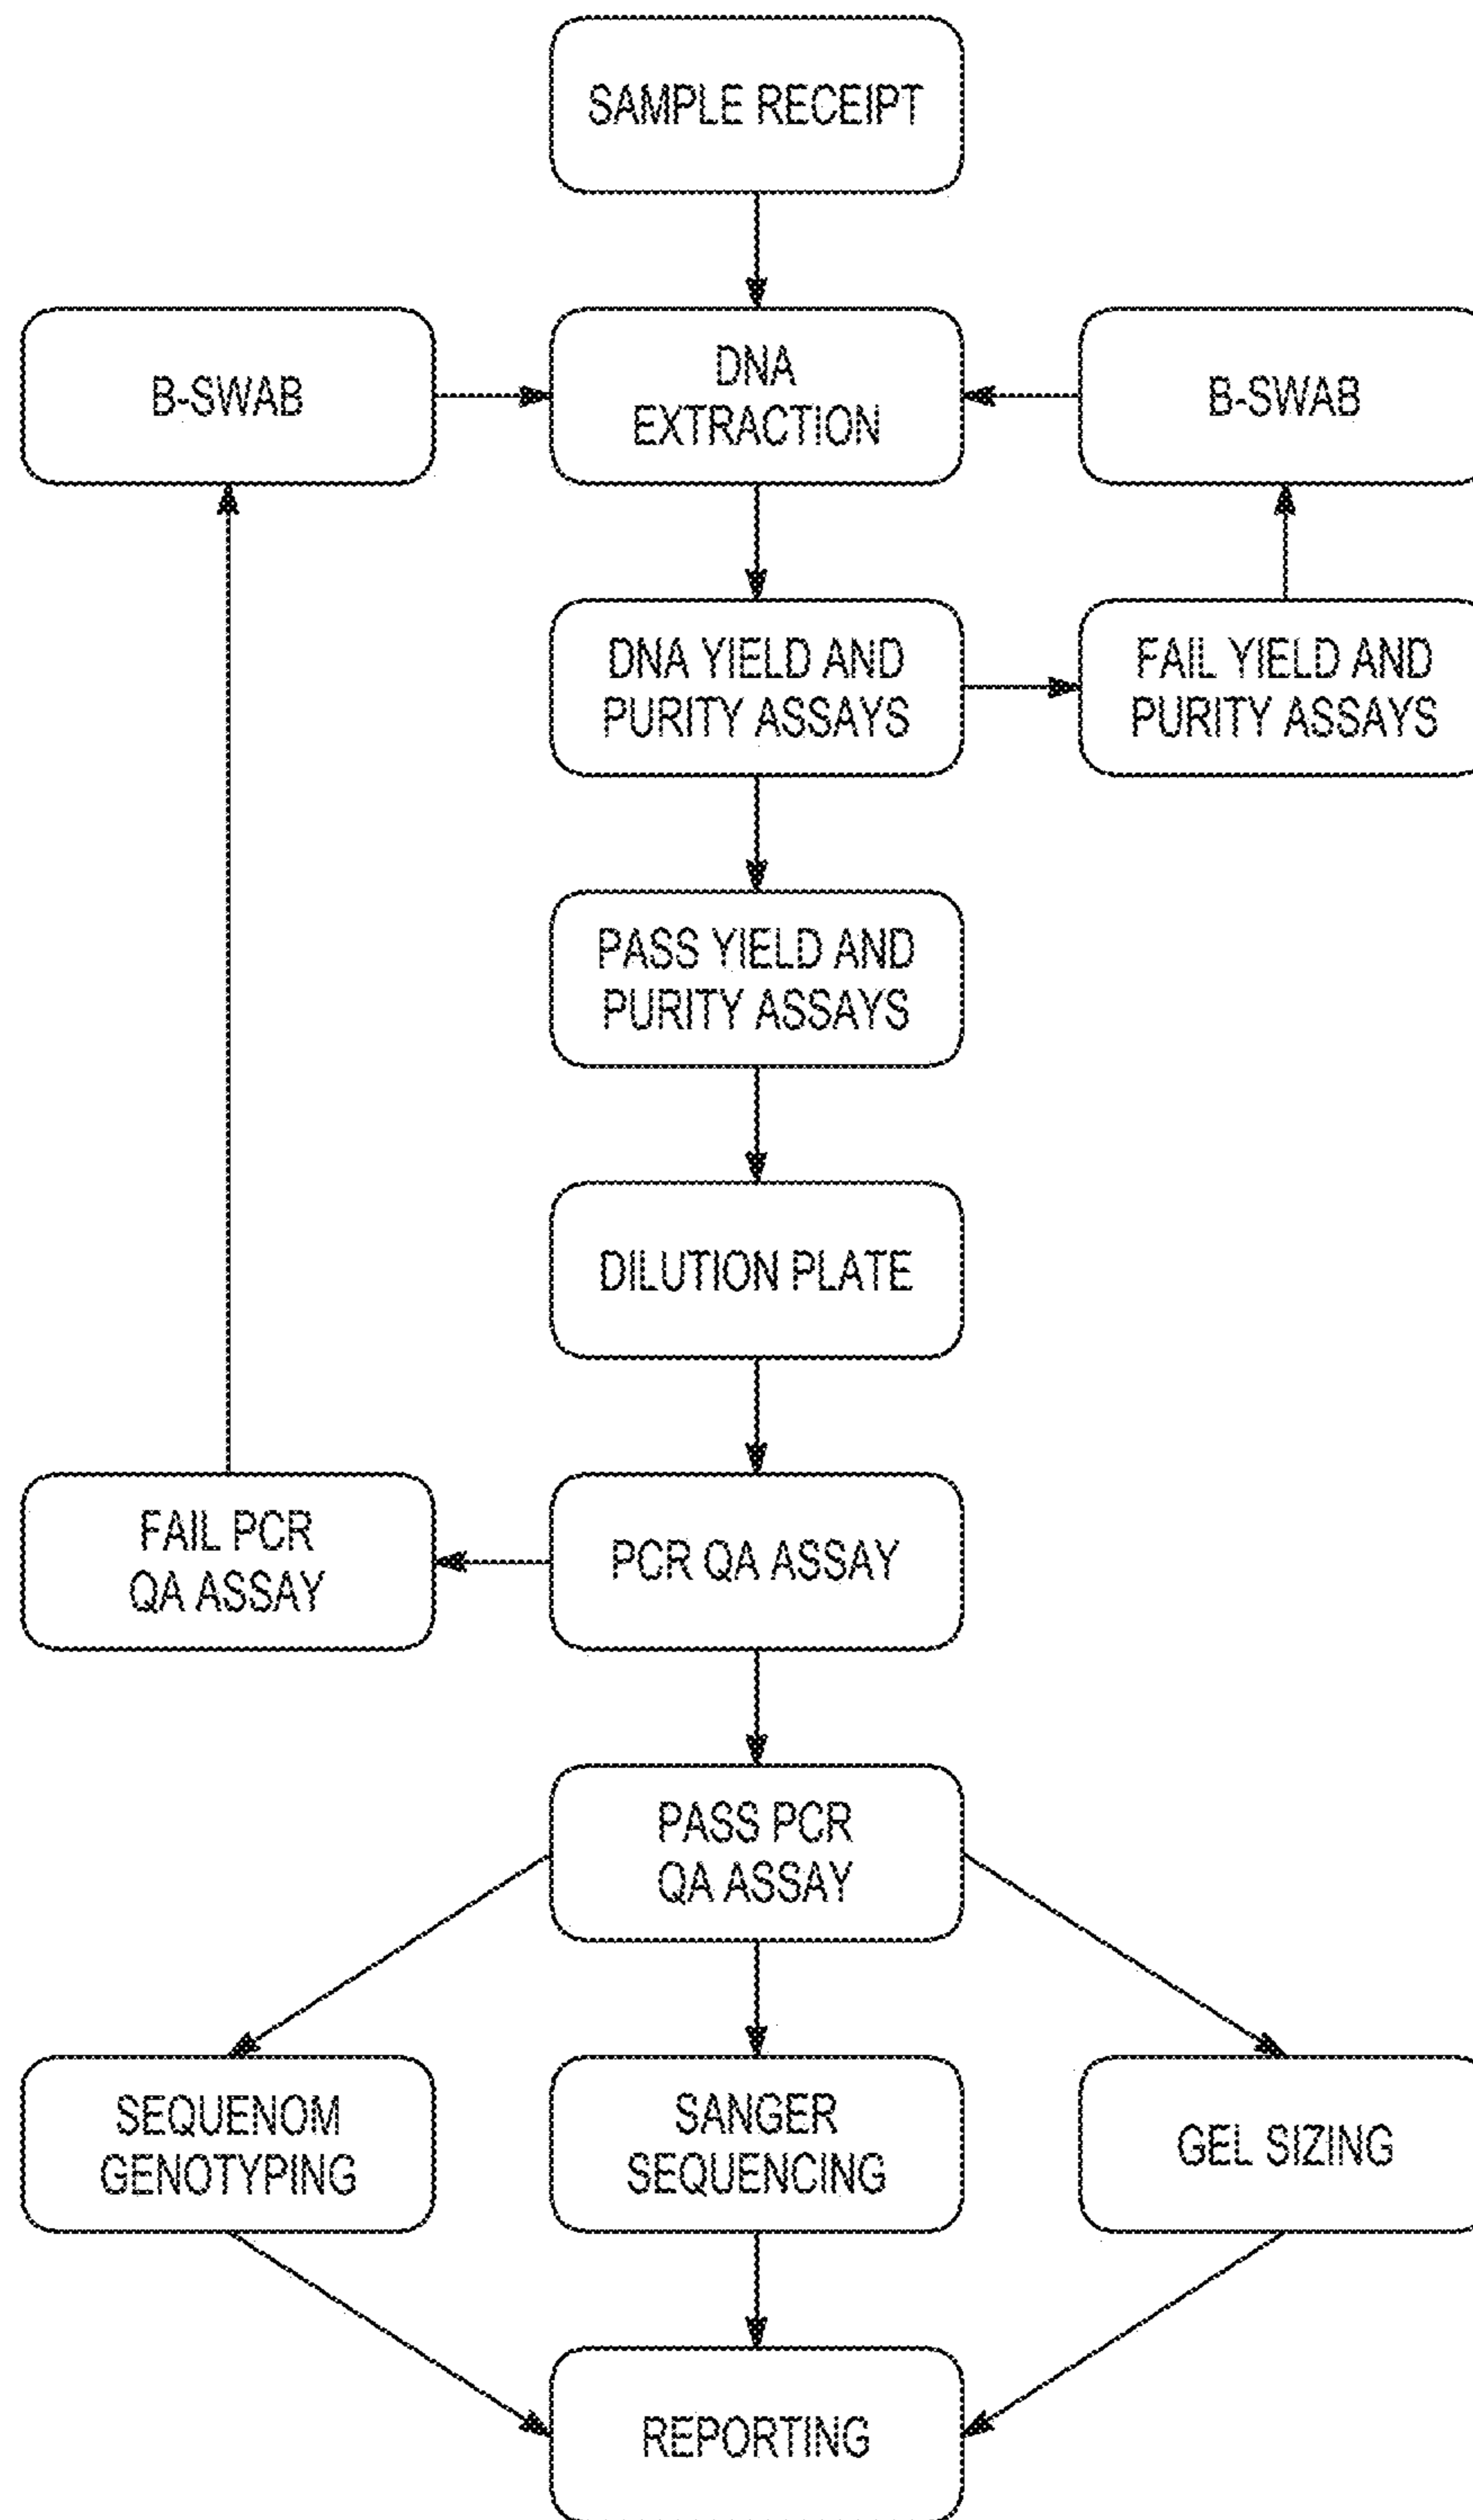 SAMPLE RECEIPT
B-SWAB
DNA
EXTRACTION
B-SWAB
DNA YIELD AND
PURITY ASSAYS
FAIL YIELD AND
PURITY ASSAYS
PASS YIELD AND
PURITY ASSAYS
DILUTION PLATE
FAIL PCR
QA ASSAY
PCR QA ASSAY
PASS PCR
QA ASSAY
SEQUENOM
GENOTYPING
SANGER
SEQUENCING
GEL SIZING
REPORTING